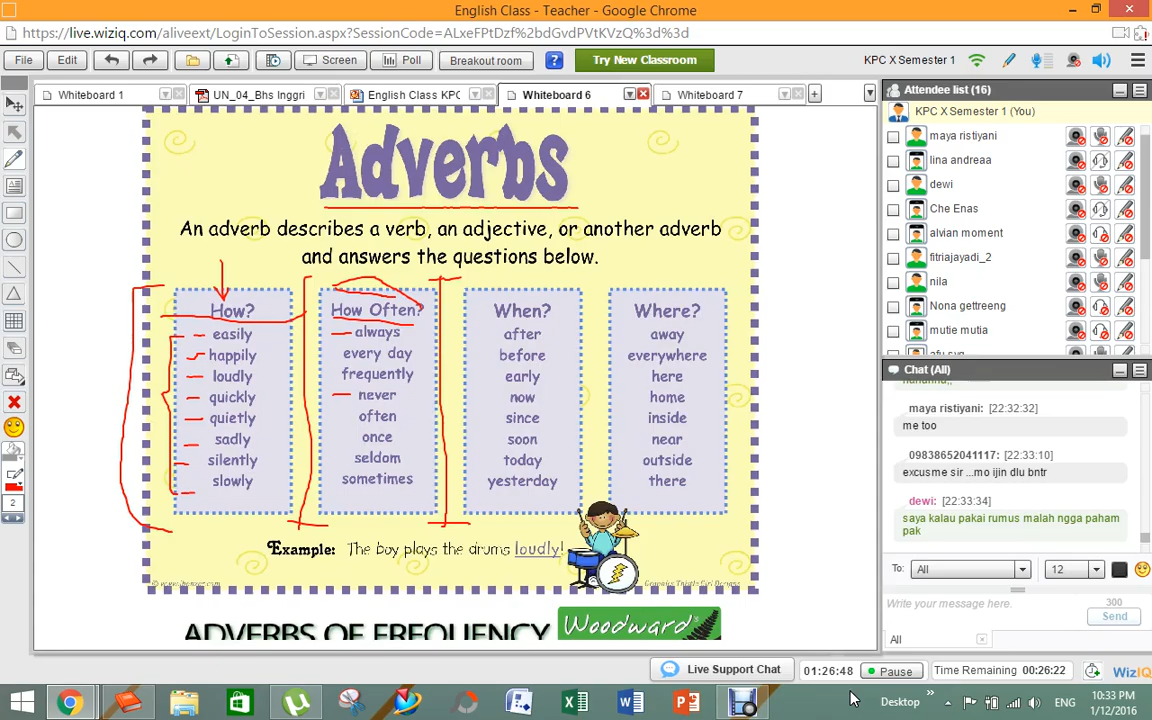 English Class - Teacher - Google Chrome
https://live.wiziq.com/aliveext/LoginToSession.aspx?SessionCode=ALxeFPtDzf%2bdGvdPVtKVzQ%3d%3d
File Edit Screen Poll Breakout room ? Try New Classroom KPC X Semester 1
Whiteboard 1 UN_04_Bhs Inggri English Class KPC Whiteboard 6 Whiteboard 7
Adverbs
An adverb describes a verb, an adjective, or another adverb
and answers the questions below.
How?
easily
happily
loudly
quickly
quietly
sadly
silently
slowly
How Often?
always
every day
frequently
never
often
once
seldom
sometimes
When?
after
before
early
now
since
soon
today
yesterday
Where?
away
everywhere
here
home
inside
near
outside
there
Example: The boy plays the drums loudly!
ADVERBS OF FREQUENCY
Woodward
Attendee list (16)
KPC X Semester 1 (You)
maya ristiyani
lina andreaa
dewi
Che Enas
alvian moment
fitriajayadi_2
nila
Nona gettreeng
mutie mutia
Chat (All)
maya ristiyani: [22:32:32]
me too
09838652041117: [22:33:10]
excusme sir ...mo ijin dlu bntr
dewi: [22:33:34]
saya kalau pakai rumus malah ngga paham
pak
To: All 12
Write your message here. 300
Send
All
2
Live Support Chat 01:26:48 Pause Time Remaining 00:26:22 WizIQ
Desktop ENG 10:33 PM
1/12/2016